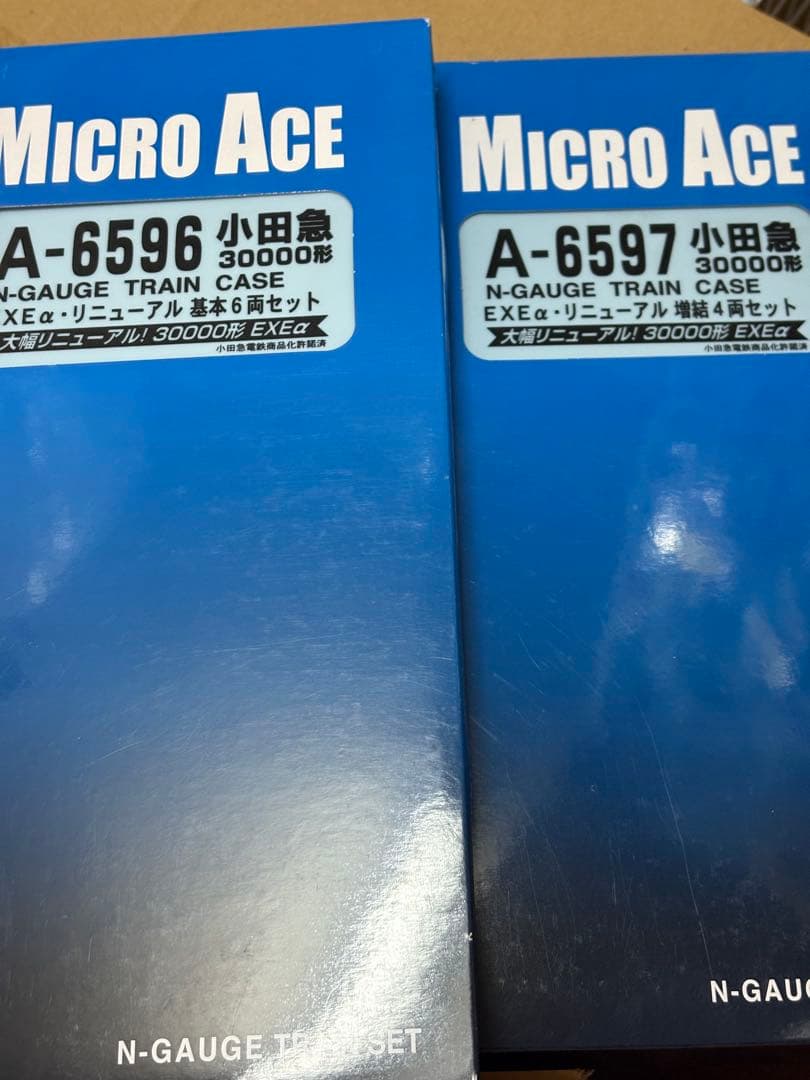 MICRO ACE
A-6596 小田急
30000形
N-GAUGE TRAIN CASE
EXEα・リニューアル 基本6両セット
大幅リニューアル! 30000形 EXEα
小田急電鉄商品化許諾済
N-GAUGE TRAIN SET
MICRO ACE
A-6597 小田急
30000形
N-GAUGE TRAIN CASE
EXEα・リニューアル 増結4両セット
大幅リニューアル! 30000形 EXEα
小田急電鉄商品化許諾済
N-GAUG